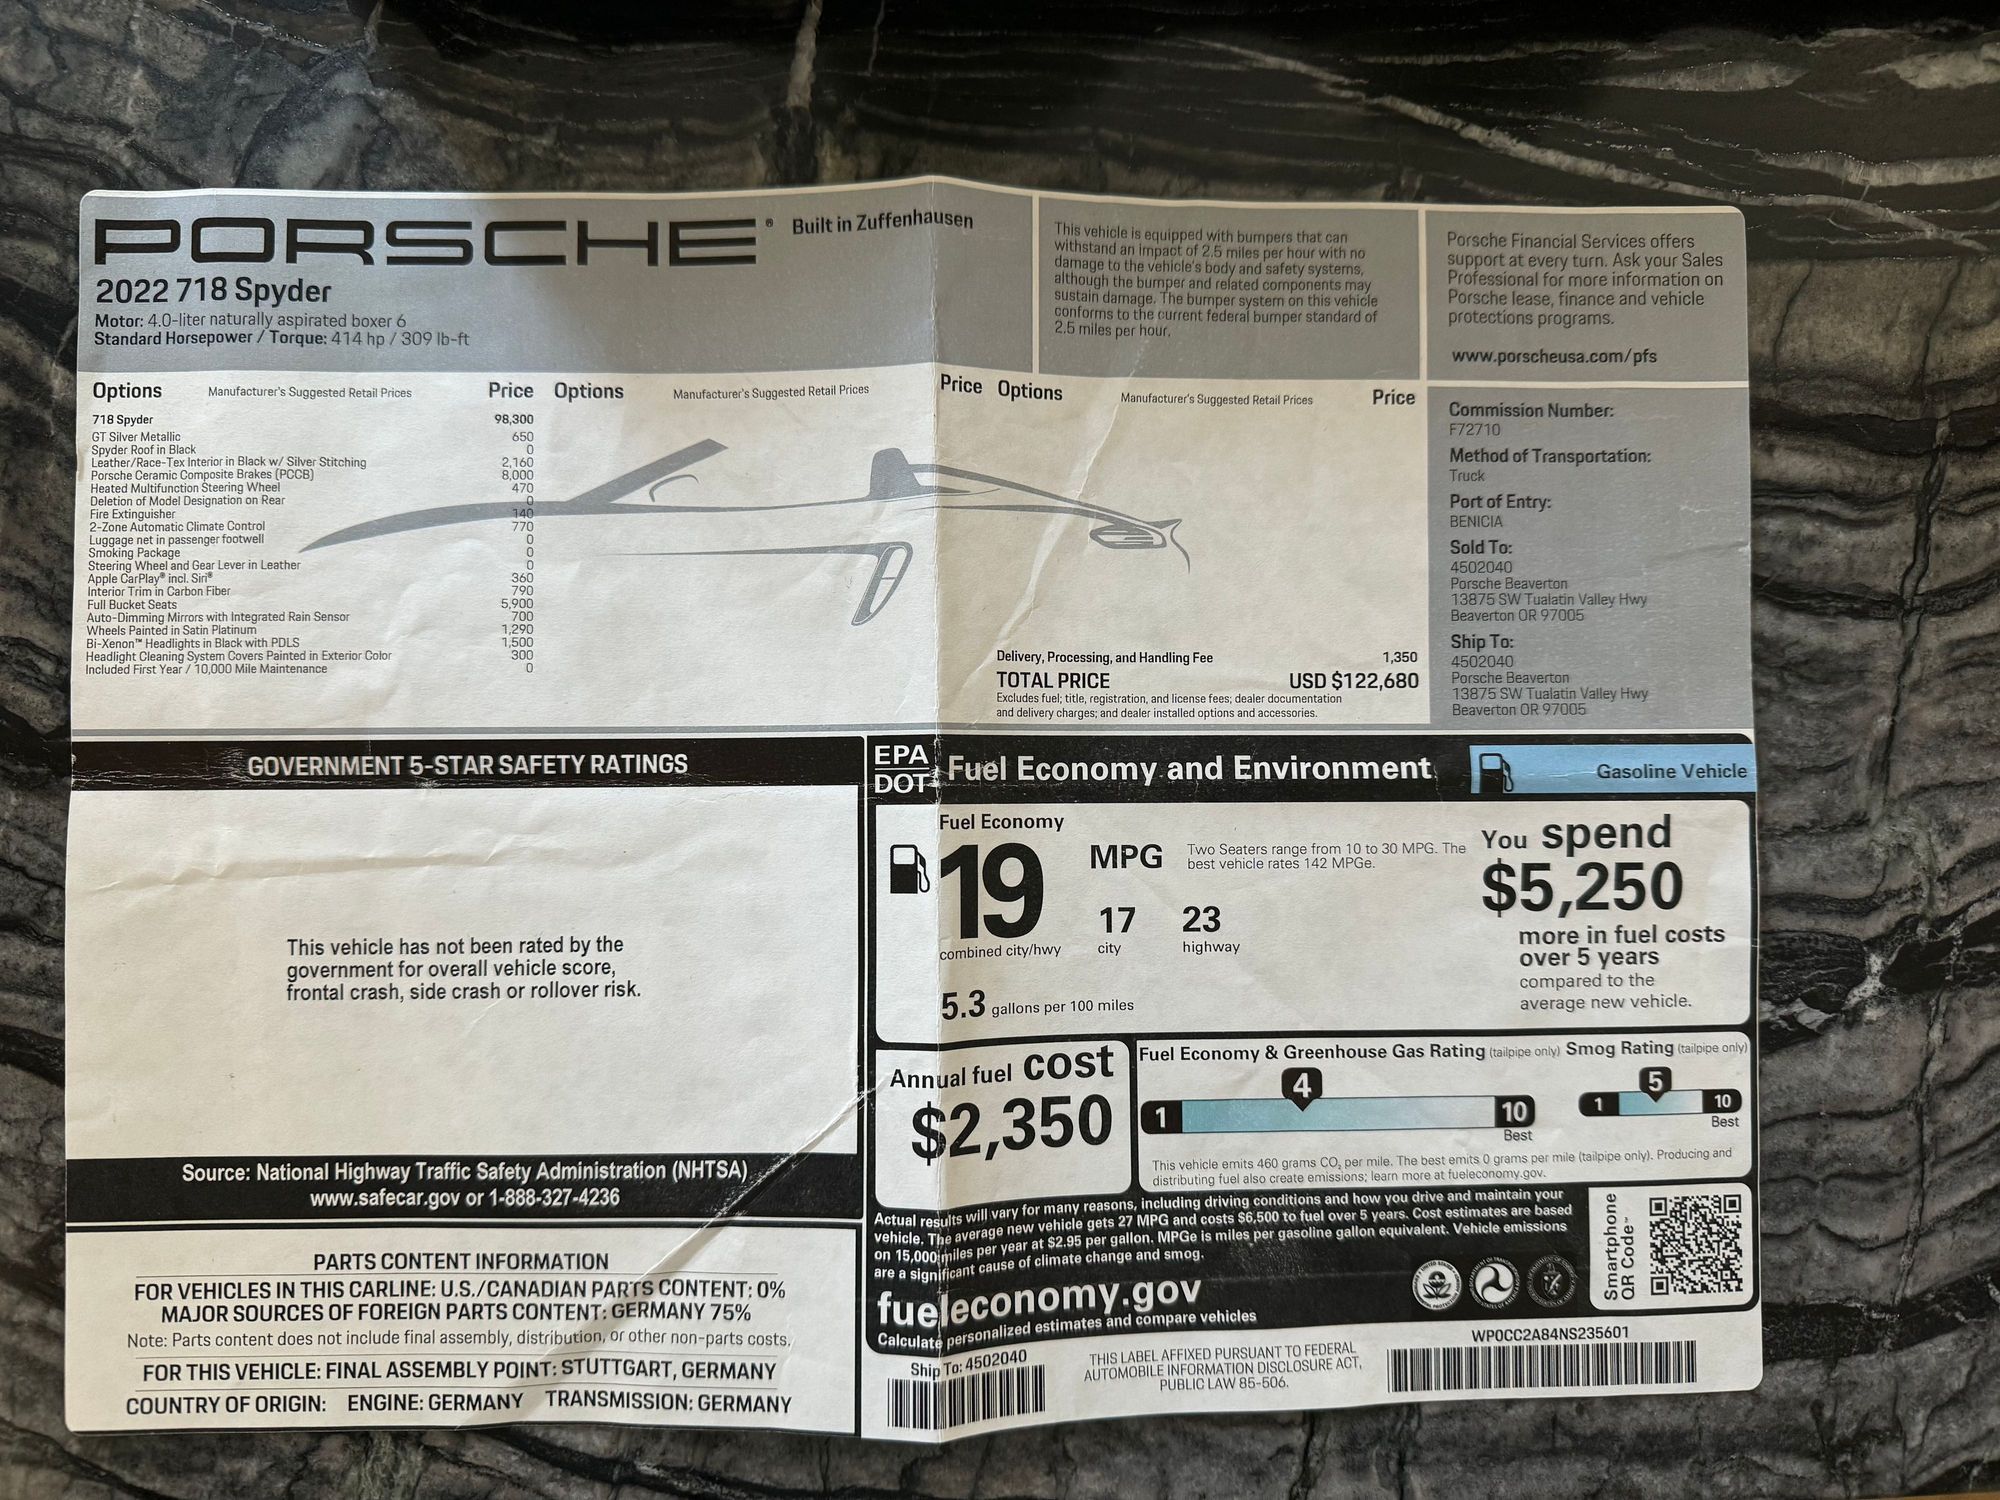 PORSCHE® Built in Zuffenhausen
2022 718 Spyder
Motor: 4.0-liter naturally aspirated boxer 6
Standard Horsepower / Torque: 414 hp / 309 lb-ft
This vehicle is equipped with bumpers that can
withstand an impact of 2.5 miles per hour with no
damage to the vehicle's body and safety systems,
although the bumper and related components may
sustain damage. The bumper system on this vehicle
conforms to the current federal bumper standard of
2.5 miles per hour.
Porsche Financial Services offers
support at every turn. Ask your Sales
Professional for more information on
Porsche lease, finance and vehicle
protections programs.
www.porscheusa.com/pfs
Options Manufacturer's Suggested Retail Prices Price Options Manufacturer's Suggested Retail Prices Price Options Manufacturer's Suggested Retail Prices Price
718 Spyder 98,300
GT Silver Metallic 650
Spyder Roof in Black 0
Leather/Race-Tex Interior in Black w/ Silver Stitching 2,160
Porsche Ceramic Composite Brakes (PCCB) 8,000
Heated Multifunction Steering Wheel 470
Deletion of Model Designation on Rear 0
Fire Extinguisher 140
2-Zone Automatic Climate Control 770
Luggage net in passenger footwell 0
Smoking Package 0
Steering Wheel and Gear Lever in Leather 0
Apple CarPlay® incl. Siri® 360
Interior Trim in Carbon Fiber 790
Full Bucket Seats 5,900
Auto-Dimming Mirrors with Integrated Rain Sensor 700
Wheels Painted in Satin Platinum 1,290
Bi-Xenon™ Headlights in Black with PDLS 1,500
Headlight Cleaning System Covers Painted in Exterior Color 300
Included First Year / 10,000 Mile Maintenance 0
Delivery, Processing, and Handling Fee 1,350
TOTAL PRICE USD $122,680
Excludes fuel; title, registration, and license fees; dealer documentation
and delivery charges; and dealer installed options and accessories.
Commission Number:
F72710
Method of Transportation:
Truck
Port of Entry:
BENICIA
Sold To:
4502040
Porsche Beaverton
13875 SW Tualatin Valley Hwy
Beaverton OR 97005
Ship To:
4502040
Porsche Beaverton
13875 SW Tualatin Valley Hwy
Beaverton OR 97005
GOVERNMENT 5-STAR SAFETY RATINGS
This vehicle has not been rated by the
government for overall vehicle score,
frontal crash, side crash or rollover risk.
Source: National Highway Traffic Safety Administration (NHTSA)
www.safecar.gov or 1-888-327-4236
PARTS CONTENT INFORMATION
FOR VEHICLES IN THIS CARLINE: U.S./CANADIAN PARTS CONTENT: 0%
MAJOR SOURCES OF FOREIGN PARTS CONTENT: GERMANY 75%
Note: Parts content does not include final assembly, distribution, or other non-parts costs.
FOR THIS VEHICLE: FINAL ASSEMBLY POINT: STUTTGART, GERMANY
COUNTRY OF ORIGIN: ENGINE: GERMANY TRANSMISSION: GERMANY
EPA
DOT
Fuel Economy and Environment
Gasoline Vehicle
Fuel Economy
19 MPG
combined city/hwy
17 city
23 highway
Two Seaters range from 10 to 30 MPG. The
best vehicle rates 142 MPGe.
5.3 gallons per 100 miles
You spend
$5,250
more in fuel costs
over 5 years
compared to the
average new vehicle.
Annual fuel cost
$2,350
Fuel Economy & Greenhouse Gas Rating (tailpipe only)
4
1 10
Best
Smog Rating (tailpipe only)
5
1 10
Best
This vehicle emits 460 grams CO₂ per mile. The best emits 0 grams per mile (tailpipe only). Producing and
distributing fuel also create emissions; learn more at fueleconomy.gov.
Actual results will vary for many reasons, including driving conditions and how you drive and maintain your
vehicle. The average new vehicle gets 27 MPG and costs $6,500 to fuel over 5 years. Cost estimates are based
on 15,000 miles per year at $2.95 per gallon. MPGe is miles per gasoline gallon equivalent. Vehicle emissions
are a significant cause of climate change and smog.
fueleconomy.gov
Calculate personalized estimates and compare vehicles
Smartphone
QR Code™
Ship To: 4502040
THIS LABEL AFFIXED PURSUANT TO FEDERAL
AUTOMOBILE INFORMATION DISCLOSURE ACT,
PUBLIC LAW 85-506.
WP0CC2A84NS235601